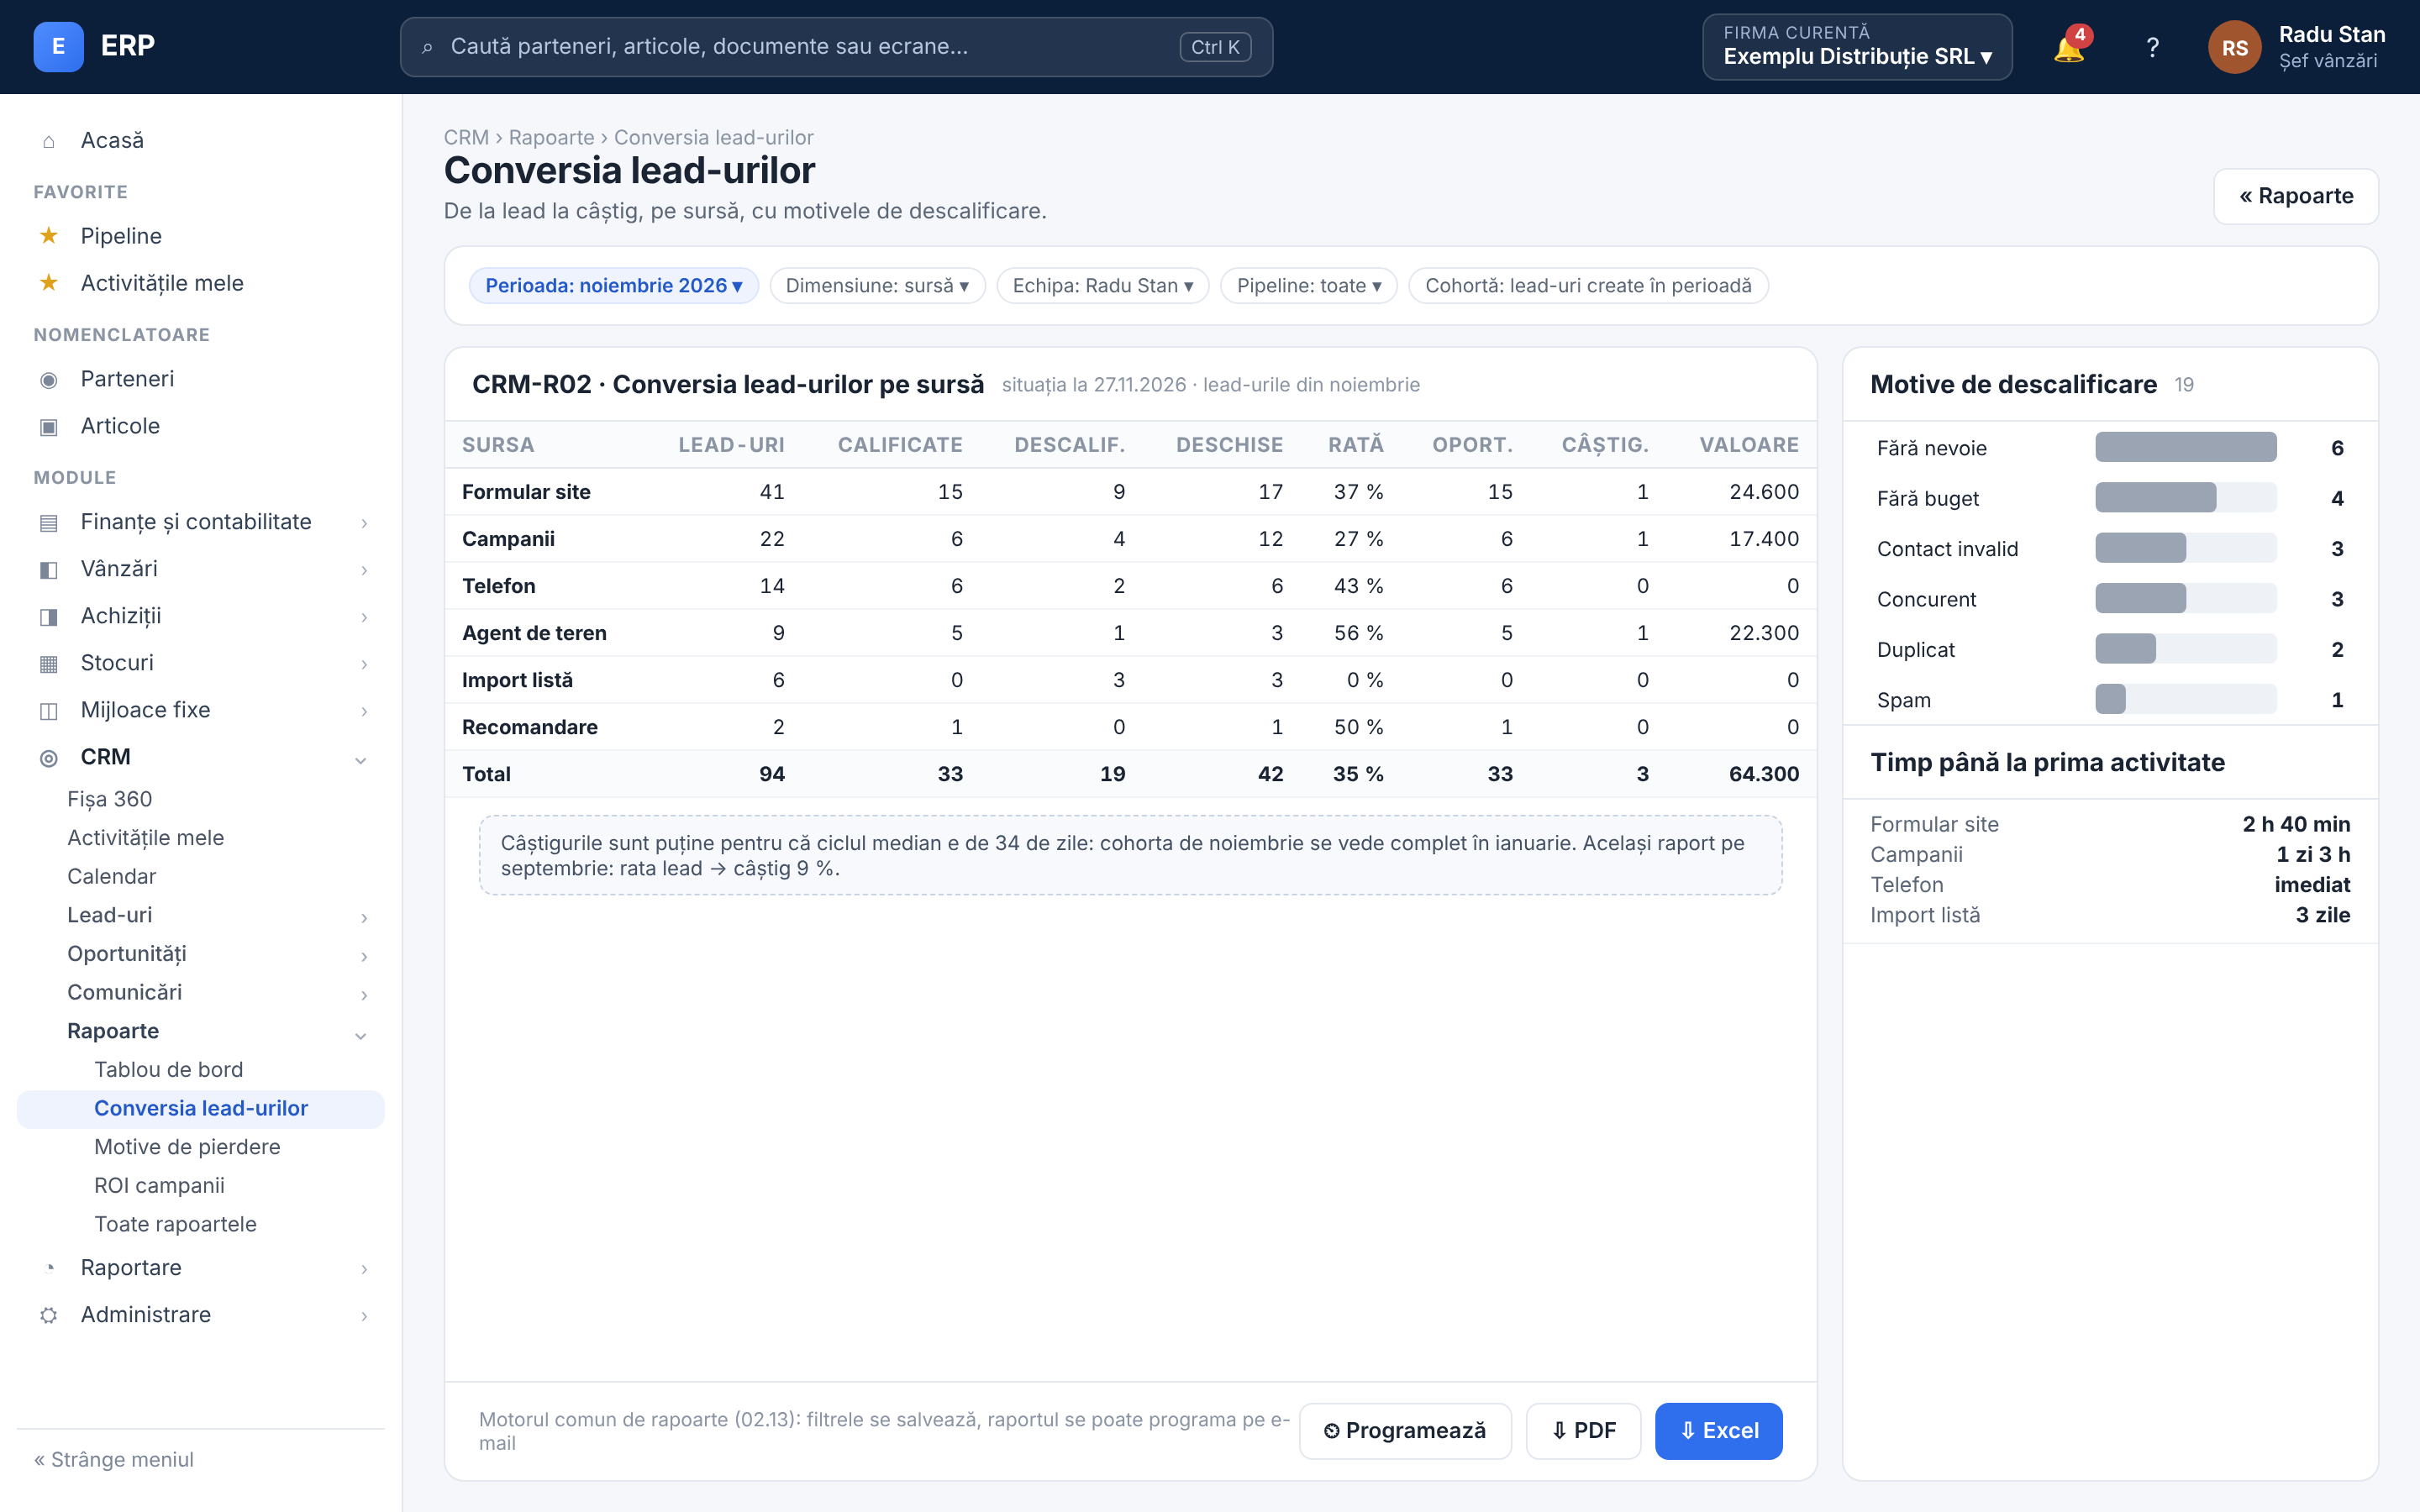 E ERP
Caută parteneri, articole, documente sau ecrane... Ctrl K
FIRMA CURENTĂ
Exemplu Distribuție SRL ▾
4
?
RS
Radu Stan
Șef vânzări
Acasă
FAVORITE
★ Pipeline
★ Activitățile mele
NOMENCLATOARE
Parteneri
Articole
MODULE
Finanțe și contabilitate ›
Vânzări ›
Achiziții ›
Stocuri ›
Mijloace fixe ›
CRM
Fișa 360
Activitățile mele
Calendar
Lead-uri ›
Oportunități ›
Comunicări ›
Rapoarte
Tablou de bord
Conversia lead-urilor
Motive de pierdere
ROI campanii
Toate rapoartele
Raportare ›
Administrare ›
« Strânge meniul
CRM › Rapoarte › Conversia lead-urilor
Conversia lead-urilor
De la lead la câștig, pe sursă, cu motivele de descalificare.
« Rapoarte
Perioada: noiembrie 2026 ▾ Dimensiune: sursă ▾ Echipa: Radu Stan ▾ Pipeline: toate ▾ Cohortă: lead-uri create în perioadă
CRM-R02 · Conversia lead-urilor pe sursă situația la 27.11.2026 · lead-urile din noiembrie
SURSA LEAD-URI CALIFICATE DESCALIF. DESCHISE RATĂ OPORT. CÂȘTIG. VALOARE
Formular site 41 15 9 17 37 % 15 1 24.600
Campanii 22 6 4 12 27 % 6 1 17.400
Telefon 14 6 2 6 43 % 6 0 0
Agent de teren 9 5 1 3 56 % 5 1 22.300
Import listă 6 0 3 3 0 % 0 0 0
Recomandare 2 1 0 1 50 % 1 0 0
Total 94 33 19 42 35 % 33 3 64.300
Câștigurile sunt puține pentru că ciclul median e de 34 de zile: cohorta de noiembrie se vede complet în ianuarie. Același raport pe
septembrie: rata lead → câștig 9 %.
Motorul comun de rapoarte (02.13): filtrele se salvează, raportul se poate programa pe e-
mail
Programează
⇩ PDF
⇩ Excel
Motive de descalificare 19
Fără nevoie 6
Fără buget 4
Contact invalid 3
Concurent 3
Duplicat 2
Spam 1
Timp până la prima activitate
Formular site 2 h 40 min
Campanii 1 zi 3 h
Telefon imediat
Import listă 3 zile